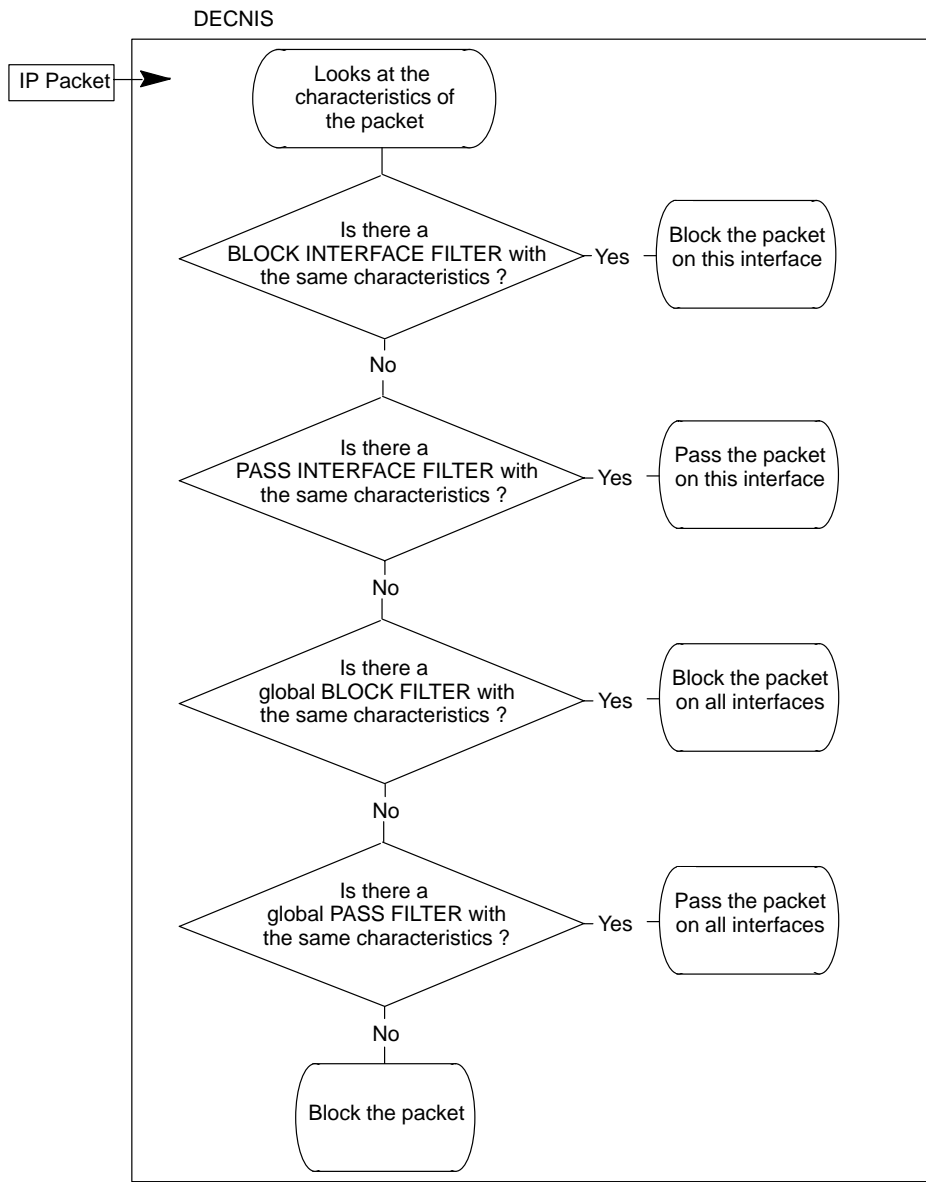 DECNIS
IP Packet
Looks at the
characteristics of
the packet
Is there a
BLOCK INTERFACE FILTER with
the same characteristics ?
Yes
Block the packet
on this interface
No
Is there a
PASS INTERFACE FILTER with
the same characteristics ?
Yes
Pass the packet
on this interface
No
Is there a
global BLOCK FILTER with
the same characteristics ?
Yes
Block the packet
on all interfaces
No
Is there a
global PASS FILTER with
the same characteristics ?
Yes
Pass the packet
on all interfaces
No
Block the packet